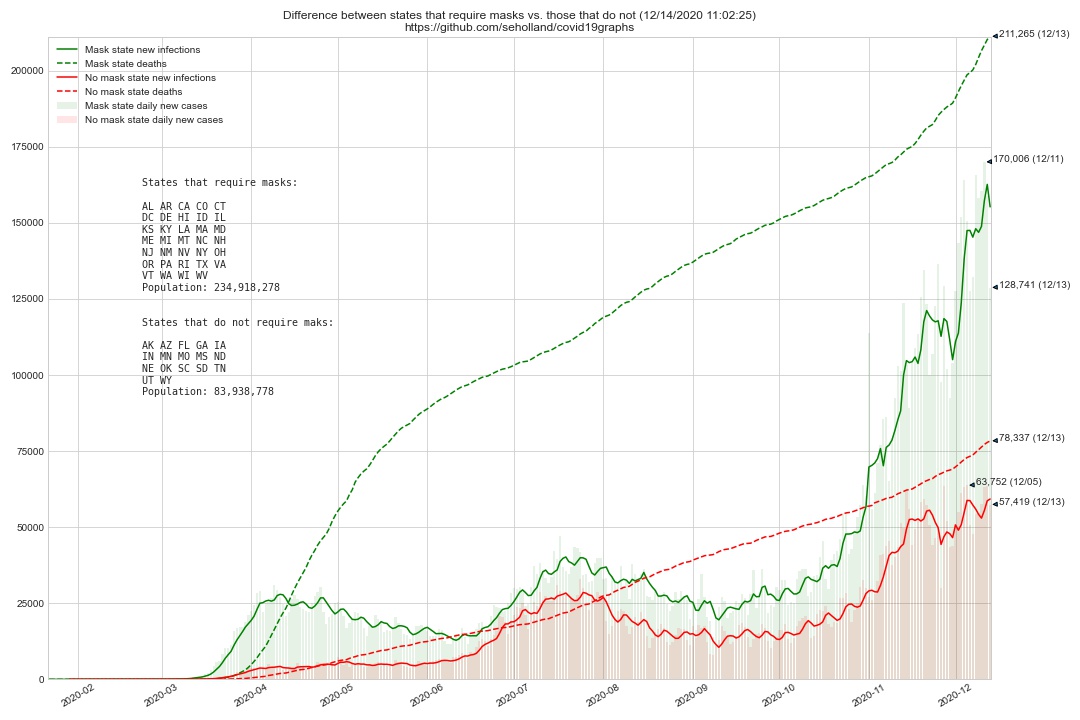 Difference between states that require masks vs. those that do not (12/14/2020 11:02:25)
https://github.com/seholland/covid19graphs
Mask state new infections
Mask state deaths
No mask state new infections
No mask state deaths
Mask state daily new cases
No mask state daily new cases
States that require masks:
AL AR CA CO CT
DC DE HI ID IL
KS KY LA MA MD
ME MI MT NC NH
NJ NM NV NY OH
OR PA RI TX VA
VT WA WI WV
Population: 234,918,278
States that do not require maks:
AK AZ FL GA IA
IN MN MO MS ND
NE OK SC SD TN
UT WY
Population: 83,938,778
200000
175000
150000
125000
100000
75000
50000
25000
0
211,265 (12/13)
170,006 (12/11)
128,741 (12/13)
78,337 (12/13)
63,752 (12/05)
57,419 (12/13)
2020-02
2020-03
2020-04
2020-05
2020-06
2020-07
2020-08
2020-09
2020-10
2020-11
2020-12